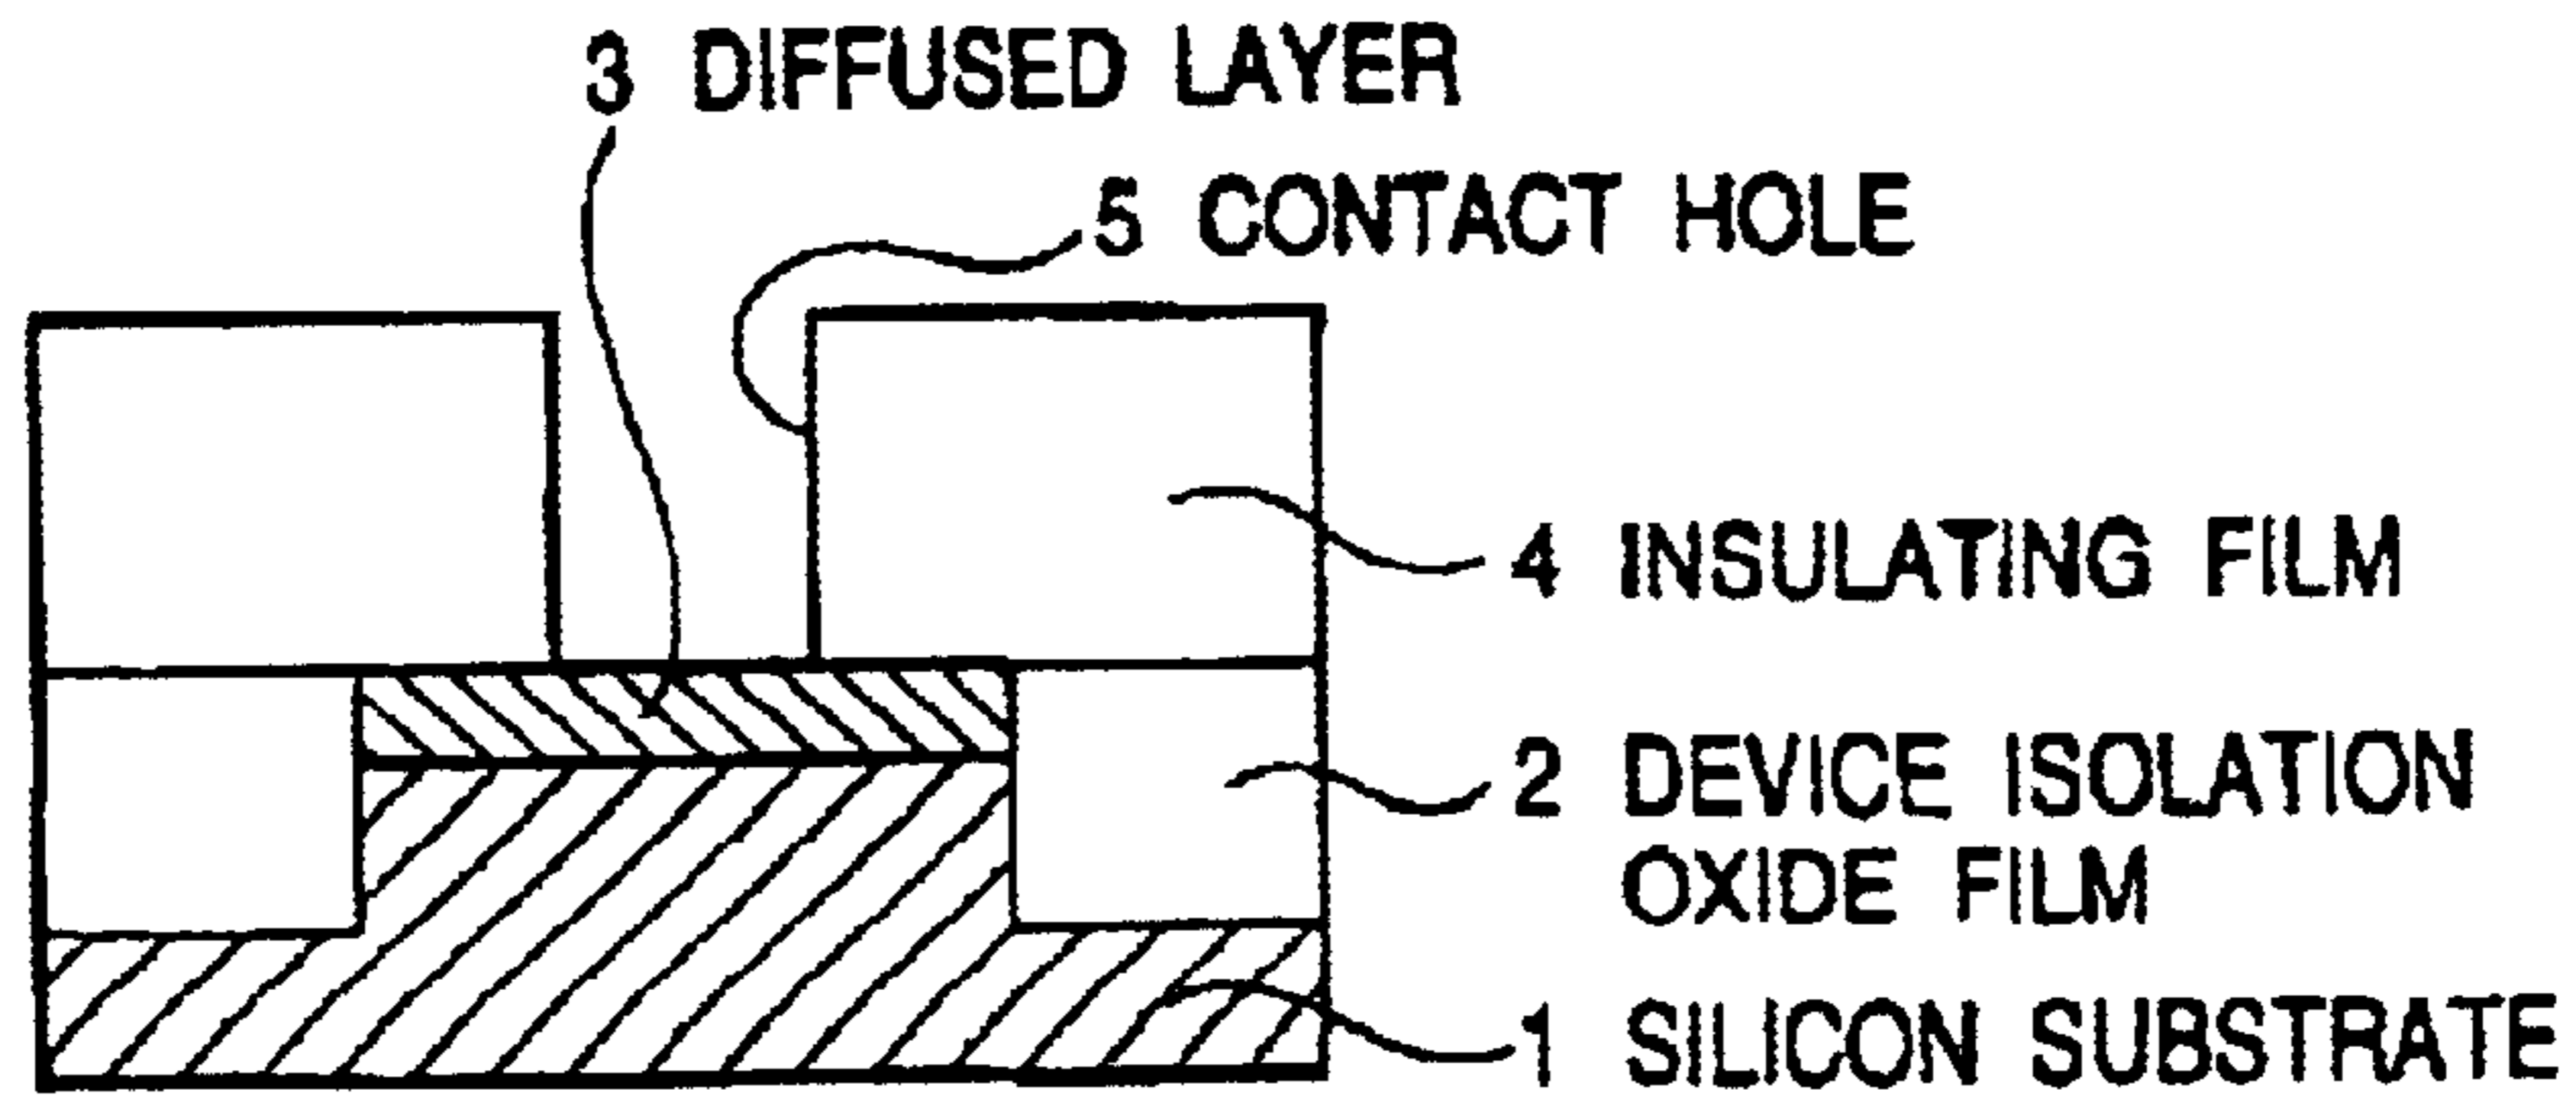 3 DIFFUSED LAYER
5 CONTACT HOLE
4 INSULATING FILM
2 DEVICE ISOLATION
OXIDE FILM
1 SILICON SUBSTRATE